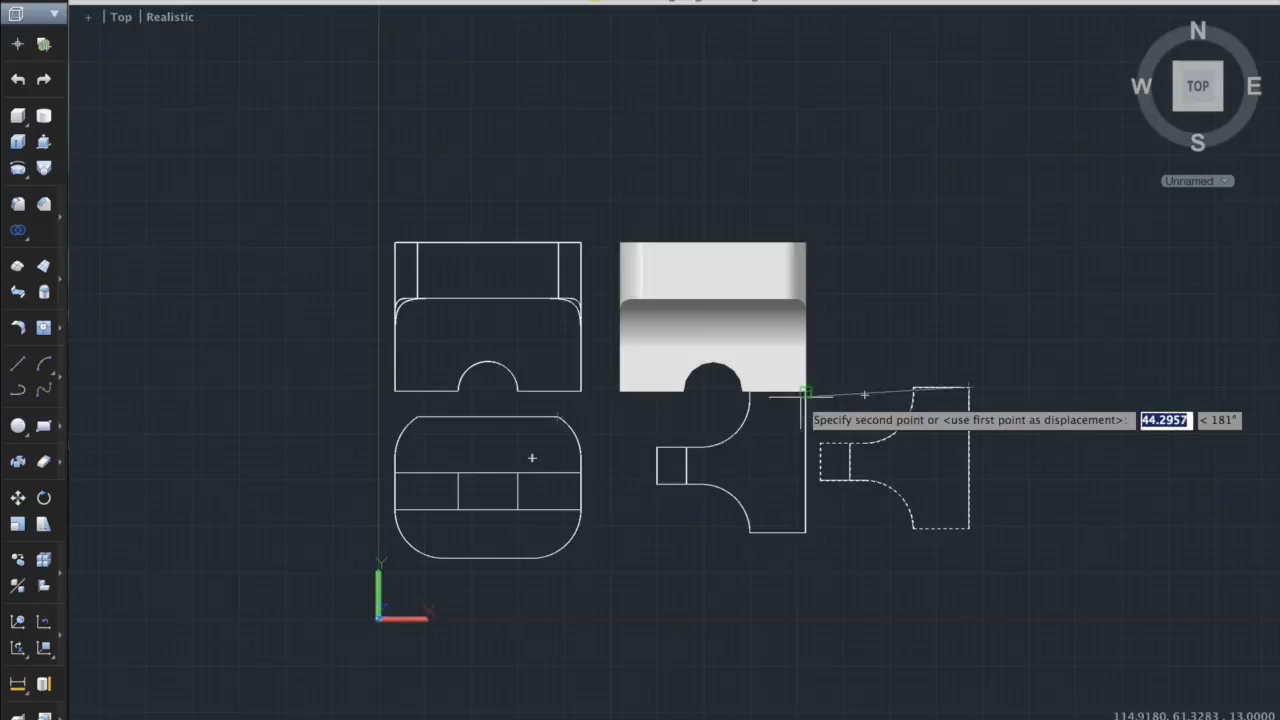 + | Top | Realistic
N
W TOP E
S
Unnamed
Specify second point or <use first point as displacement>: 44.2957 < 181°
Y
X
114.9180, 61.3283 , 13.0000